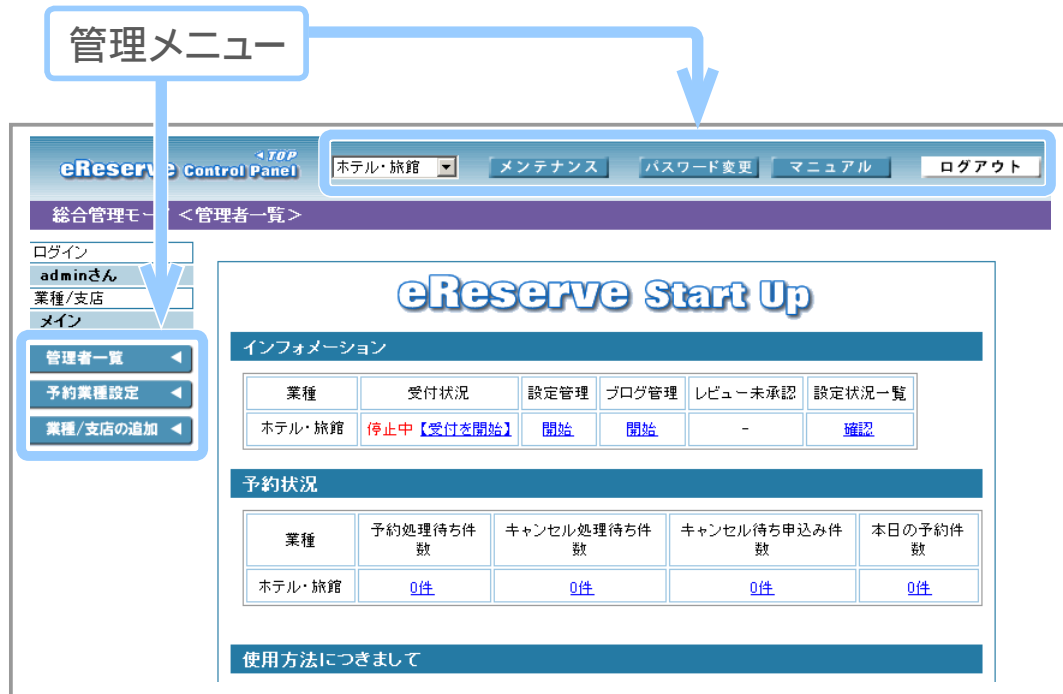 管理メニュー
◀TOP
eReserve Control Panel
ホテル・旅館 ▼ メンテナンス パスワード変更 マニュアル ログアウト
総合管理モー <管理者一覧>
ログイン
adminさん
業種/支店
メイン
管理者一覧 ◀
予約業種設定 ◀
業種/支店の追加 ◀
eReserve Start Up
インフォメーション
業種 受付状況 設定管理 ブログ管理 レビュー未承認 設定状況一覧
ホテル・旅館 停止中【受付を開始】 開始 開始 - 確認
予約状況
業種 予約処理待ち件数 キャンセル処理待ち件数 キャンセル待ち申込み件数 本日の予約件数
ホテル・旅館 0件 0件 0件 0件
使用方法につきまして